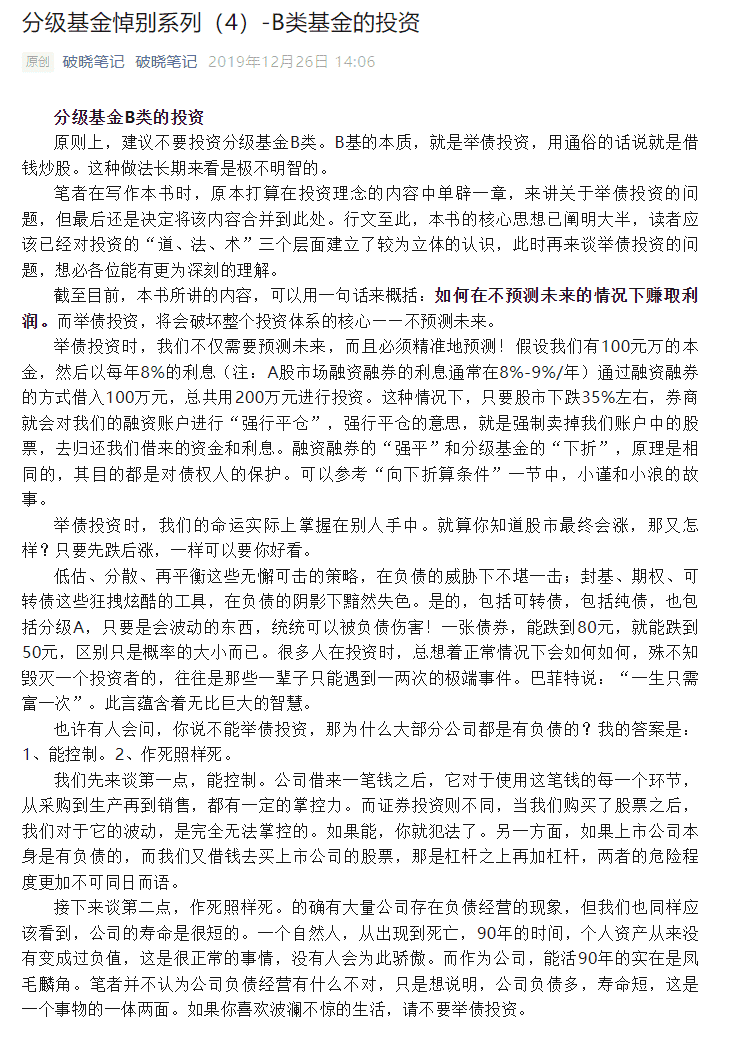 分级基金悼别系列（4）-B类基金的投资
原创 破晓笔记 破晓笔记 2019年12月26日 14:06
分级基金B类的投资
原则上，建议不要投资分级基金B类。B基的本质，就是举债投资，用通俗的话说就是借
钱炒股。这种做法长期来看是极不明智的。
笔者在写作本书时，原本打算在投资理念的内容中单辟一章，来讲关于举债投资的问
题，但最后还是决定将该内容合并到此处。行文至此，本书的核心思想已阐明大半，读者应
该已经对投资的“道、法、术”三个层面建立了较为立体的认识，此时再来谈举债投资的问
题，想必各位能有更为深刻的理解。
截至目前，本书所讲的内容，可以用一句话来概括：如何在不预测未来的情况下赚取利
润。而举债投资，将会破坏整个投资体系的核心——不预测未来。
举债投资时，我们不仅需要预测未来，而且必须精准地预测！假设我们有100元万的本
金，然后以每年8%的利息（注：A股市场融资融券的利息通常在8%-9%/年）通过融资融券
的方式借入100万元，总共用200万元进行投资。这种情况下，只要股市下跌35%左右，券商
就会对我们的融资账户进行“强行平仓”，强行平仓的意思，就是强制卖掉我们账户中的股
票，去归还我们借来的资金和利息。融资融券的“强平”和分级基金的“下折”，原理是相
同的，其目的都是对债权人的保护。可以参考“向下折算条件”一节中，小谨和小浪的故
事。
举债投资时，我们的命运实际上掌握在别人手中。就算你知道股市最终会涨，那又怎
样？只要先跌后涨，一样可以要你好看。
低估、分散、再平衡这些无懈可击的策略，在负债的威胁下不堪一击；封基、期权、可
转债这些狂拽炫酷的工具，在负债的阴影下黯然失色。是的，包括可转债，包括纯债，也包
括分级A，只要是会波动的东西，统统可以被负债伤害！一张债券，能跌到80元，就能跌到
50元，区别只是概率的大小而已。很多人在投资时，总想着正常情况下会如何如何，殊不知
毁灭一个投资者的，往往是那些一辈子只能遇到一两次的极端事件。巴菲特说：“一生只需
富一次”。此言蕴含着无比巨大的智慧。
也许有人会问，你说不能举债投资，那为什么大部分公司都是有负债的？我的答案是：
1、能控制。2、作死照样死。
我们先来谈第一点，能控制。公司借来一笔钱之后，它对于使用这笔钱的每一个环节，
从采购到生产再到销售，都有一定的掌控力。而证券投资则不同，当我们购买了股票之后，
我们对于它的波动，是完全无法掌控的。如果能，你就犯法了。另一方面，如果上市公司本
身是有负债的，而我们又借钱去买上市公司的股票，那是杠杆之上再加杠杆，两者的危险程
度更加不可同日而语。
接下来谈第二点，作死照样死。的确有大量公司存在负债经营的现象，但我们也同样应
该看到，公司的寿命是很短的。一个自然人，从出现到死亡，90年的时间，个人资产从来没
有变成过负值，这是很正常的事情，没有人会为此骄傲。而作为公司，能活90年的实在是凤
毛麟角。笔者并不认为公司负债经营有什么不对，只是想说明，公司负债多，寿命短，这是
一个事物的一体两面。如果你喜欢波澜不惊的生活，请不要举债投资。